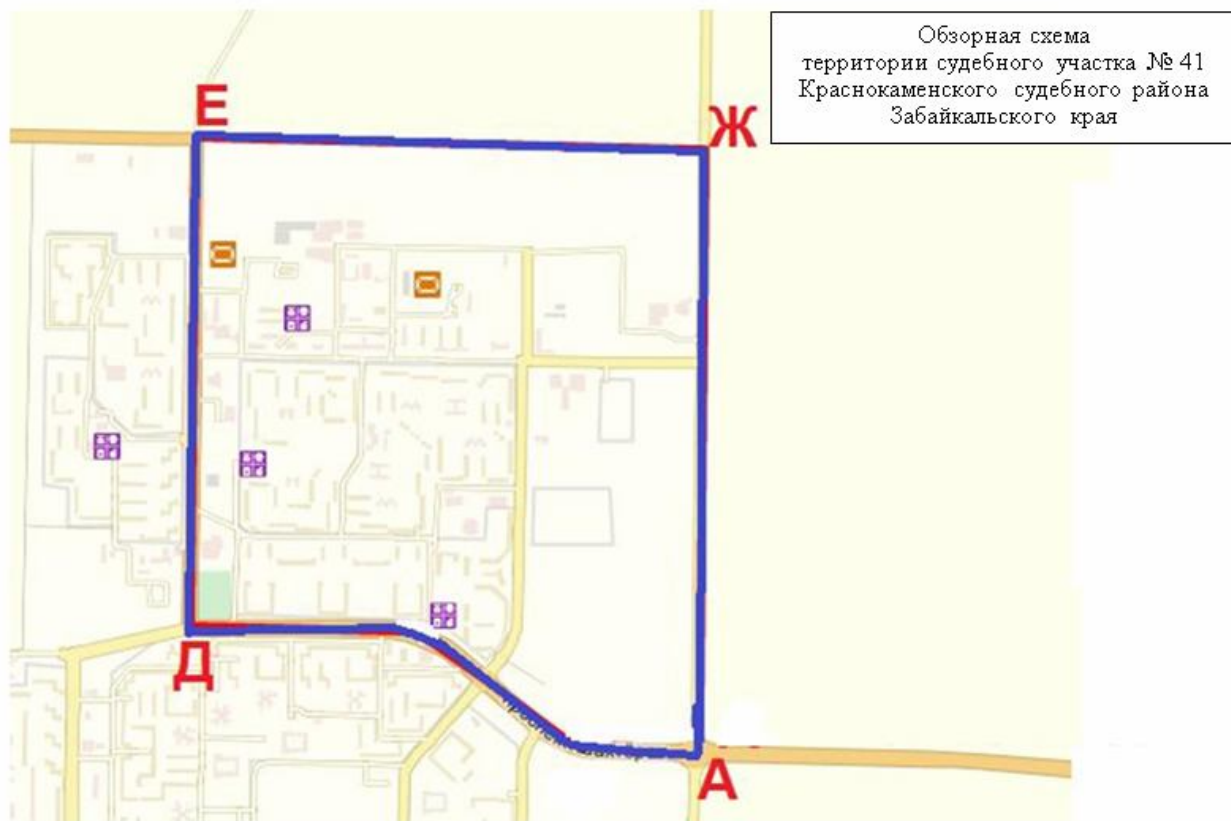 Обзорная схема
территории судебного участка № 41
Краснокаменского судебного района
Забайкальского края
Е
Ж
Д
А